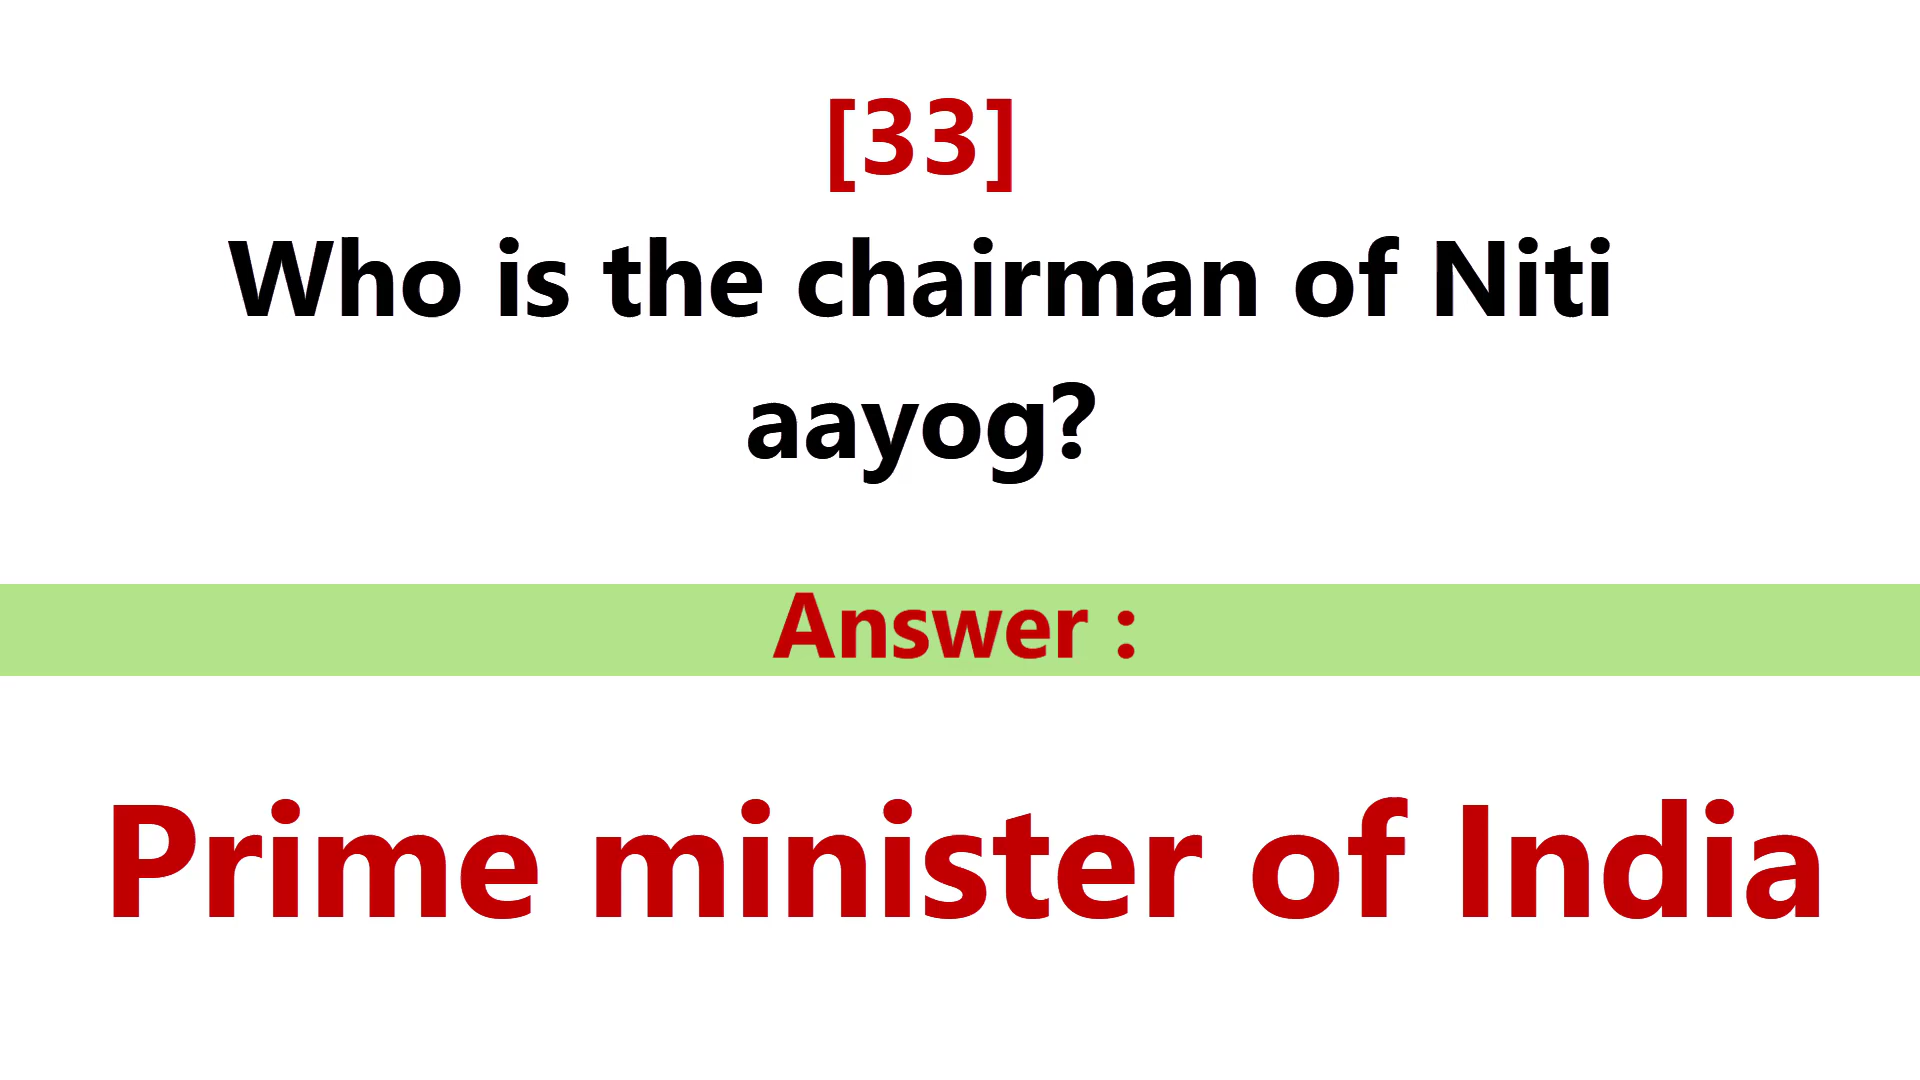 [33]
Who is the chairman of Niti
aayog?
Answer :
Prime minister of India